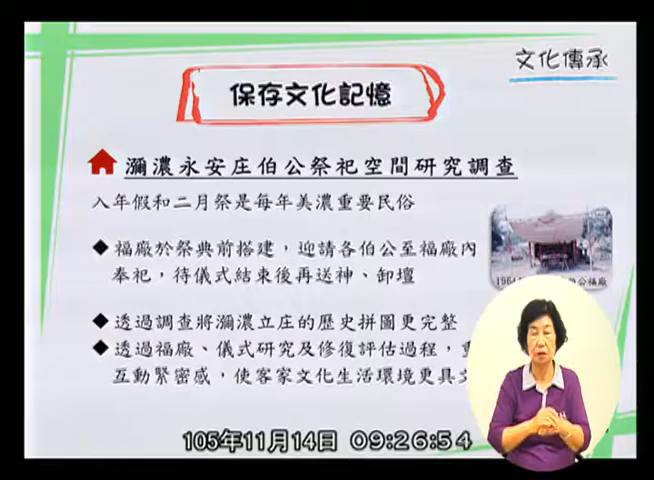 文化傳承
保存文化記憶
瀰濃永安庄伯公祭祀空間研究調查
入年假和二月祭是每年美濃重要民俗
◆福廠於祭典前搭建，迎請各伯公至福廠內
奉祀，待儀式結束後再送神、卸壇
1964 伯公福廠
◆透過調查將瀰濃立庄的歷史拼圖更完整
◆透過福廠、儀式研究及修復評估過程，
互動緊密感，使客家文化生活環境更具
105年11月14日 09:26:54